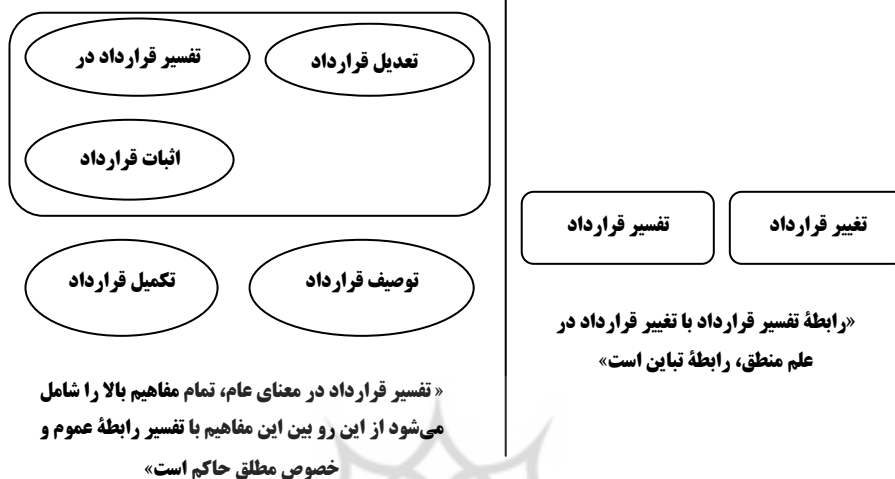 تغییر قرارداد
تفسیر قرارداد
«رابطهٔ تفسیر قرارداد با تغییر قرارداد در
علم منطق، رابطهٔ تباین است»
تعدیل قرارداد
تفسیر قرارداد در
اثبات قرارداد
توصیف قرارداد
تکمیل قرارداد
« تفسیر قرارداد در معنای عام، تمام مفاهیم بالا را شامل
می‌شود از این رو بین این مفاهیم با تفسیر رابطهٔ عموم و
خصوص مطلق حاکم است»